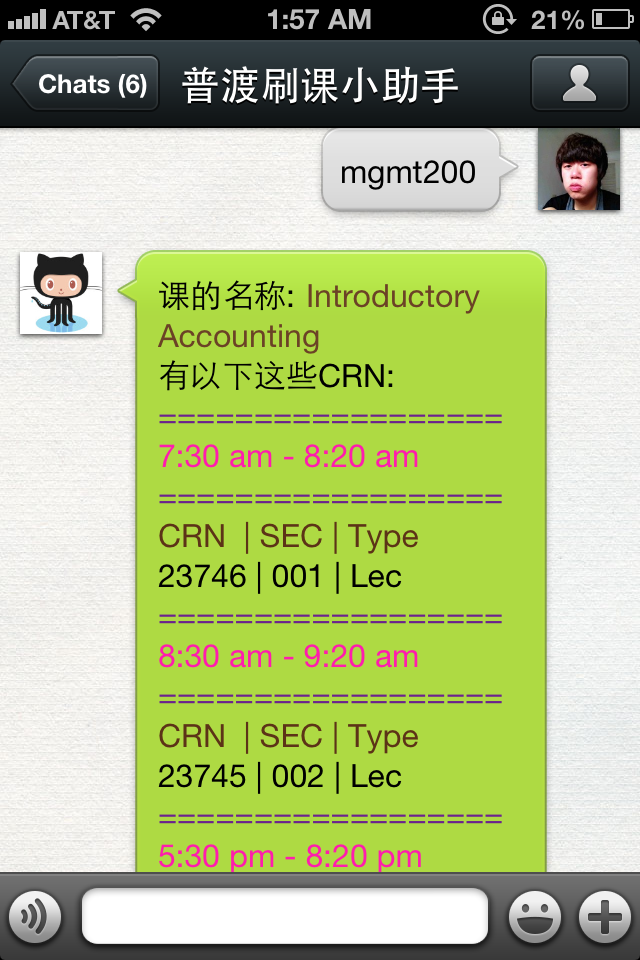 AT&T 1:57 AM 21%
Chats (6) 普渡刷课小助手
mgmt200
课的名称: Introductory
Accounting
有以下这些CRN:
==================
7:30 am - 8:20 am
==================
CRN | SEC | Type
23746 | 001 | Lec
==================
8:30 am - 9:20 am
==================
CRN | SEC | Type
23745 | 002 | Lec
==================
5:30 pm - 8:20 pm